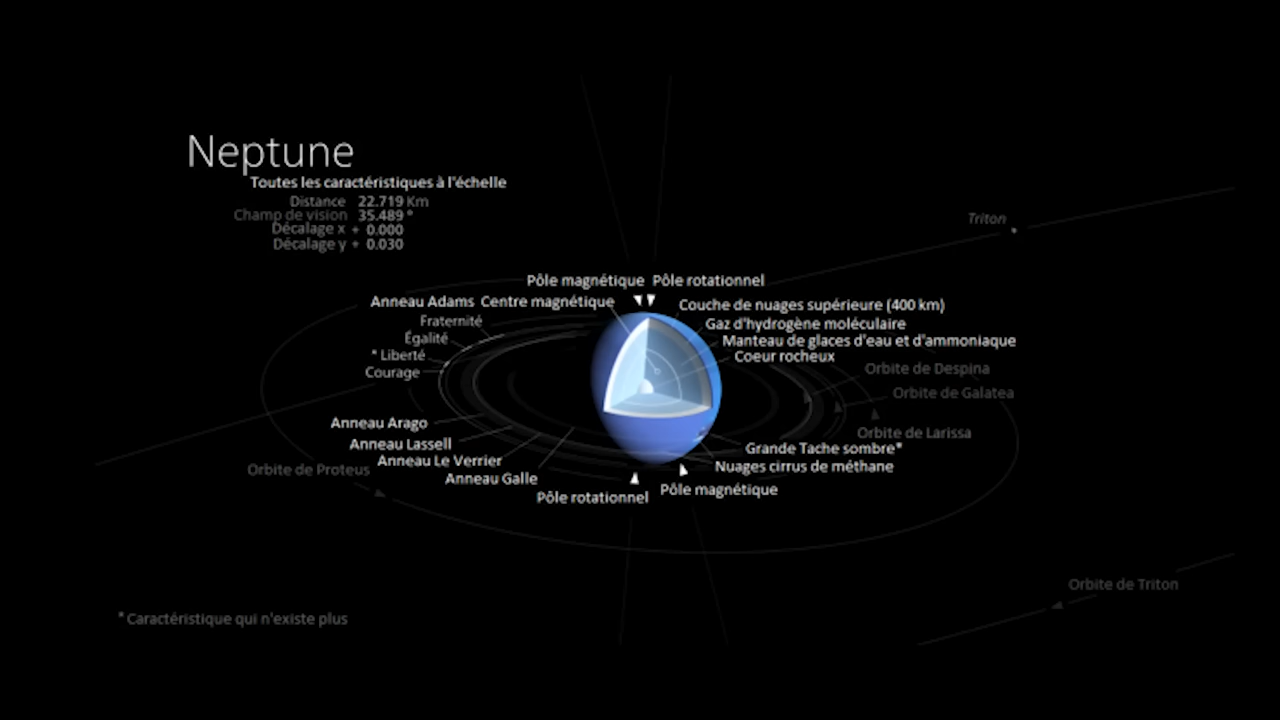 Neptune
Toutes les caractéristiques à l'échelle
Distance 22.719 Km
Champ de vision 35.489 °
Décalage x + 0.000
Décalage y + 0.030
Triton
Pôle magnétique Pôle rotationnel
Anneau Adams Centre magnétique
Couche de nuages supérieure (400 km)
Fraternité
Gaz d'hydrogène moléculaire
Égalité
Manteau de glaces d'eau et d'ammoniaque
* Liberté
Coeur rocheux
Courage
Orbite de Despina
Orbite de Galatea
Anneau Arago
Orbite de Larissa
Anneau Lassell
Grande Tache sombre*
Anneau Le Verrier
Nuages cirrus de méthane
Orbite de Proteus
Anneau Galle
Pôle magnétique
Pôle rotationnel
Orbite de Triton
* Caractéristique qui n'existe plus